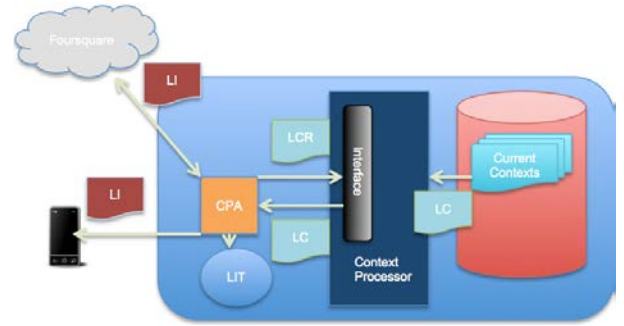 Foursquare
LI
LCR
Interface
Current
Contexts
LI
CPA
LC
LC
LIT
Context
Processor